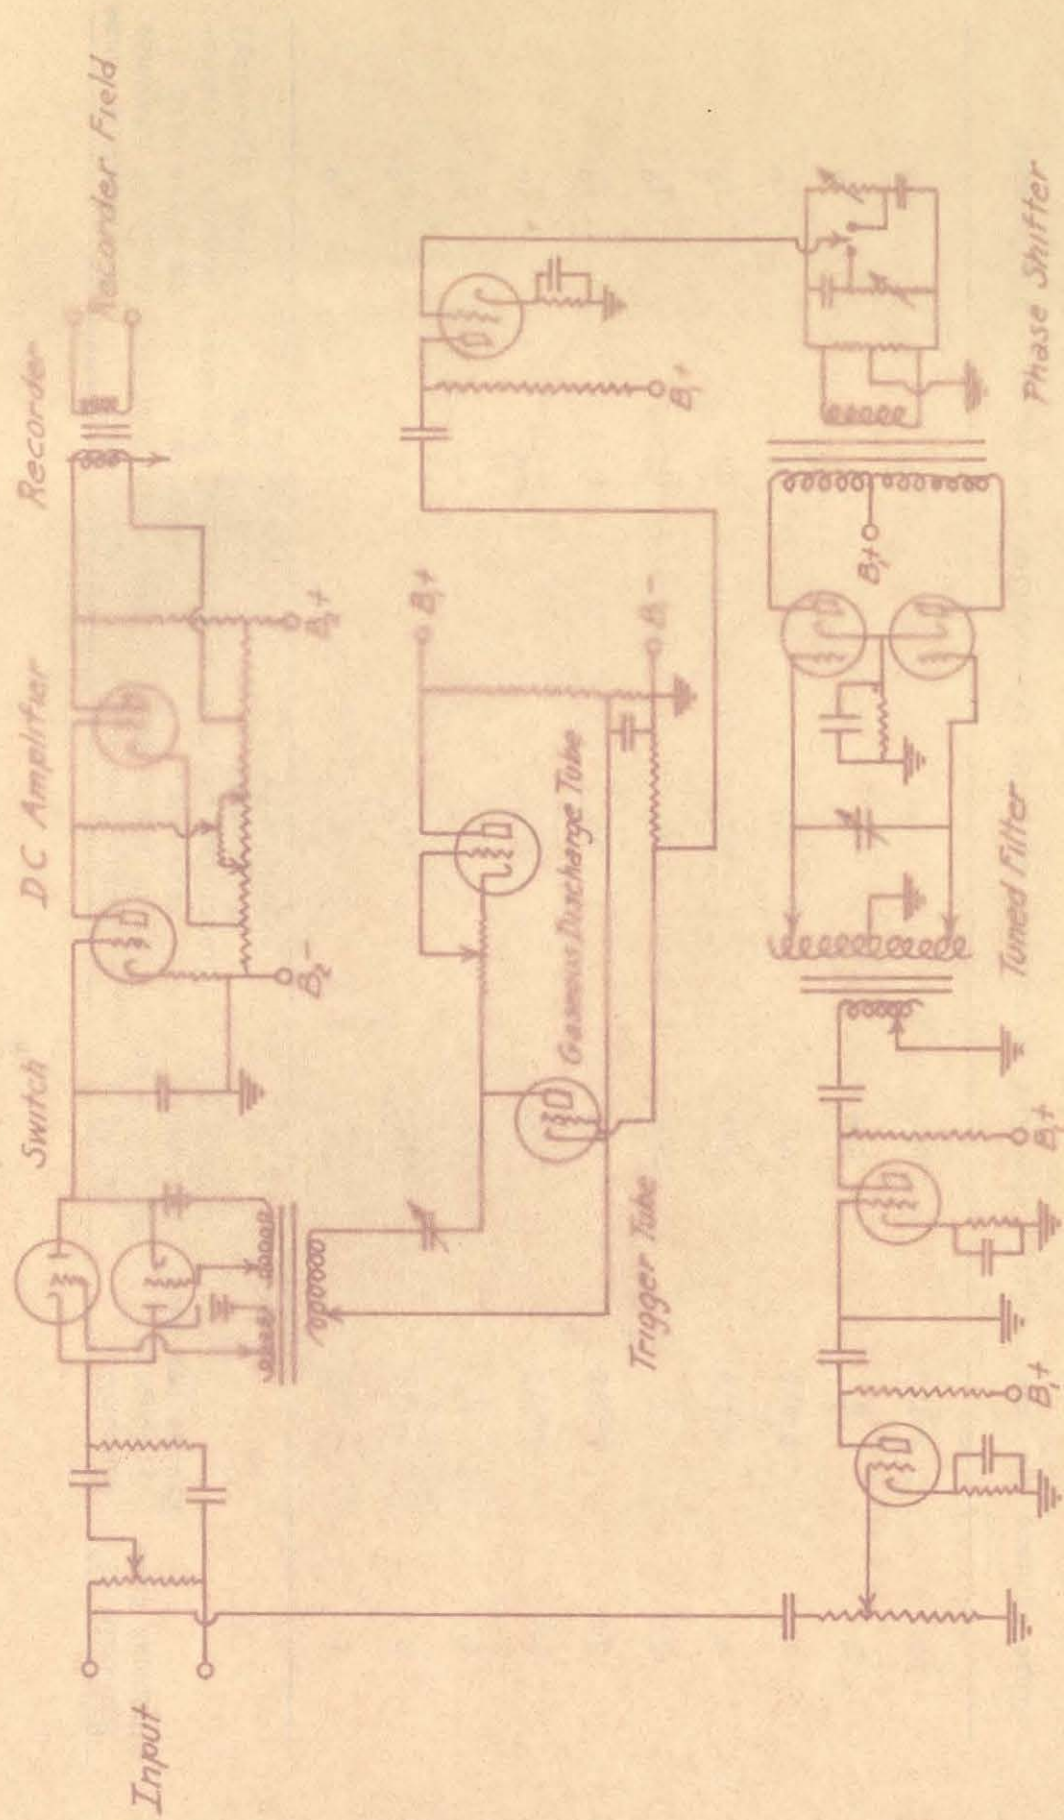 Input
Switch"
DC Amplifier
Recorder
Recorder Field
B₂-
B₂+
Trigger Tube
Gaseous Discharge Tube
B₁+
B₁-
B₁+
B₁+
B₁+
Tuned Filter
B₁+
Phase Shifter